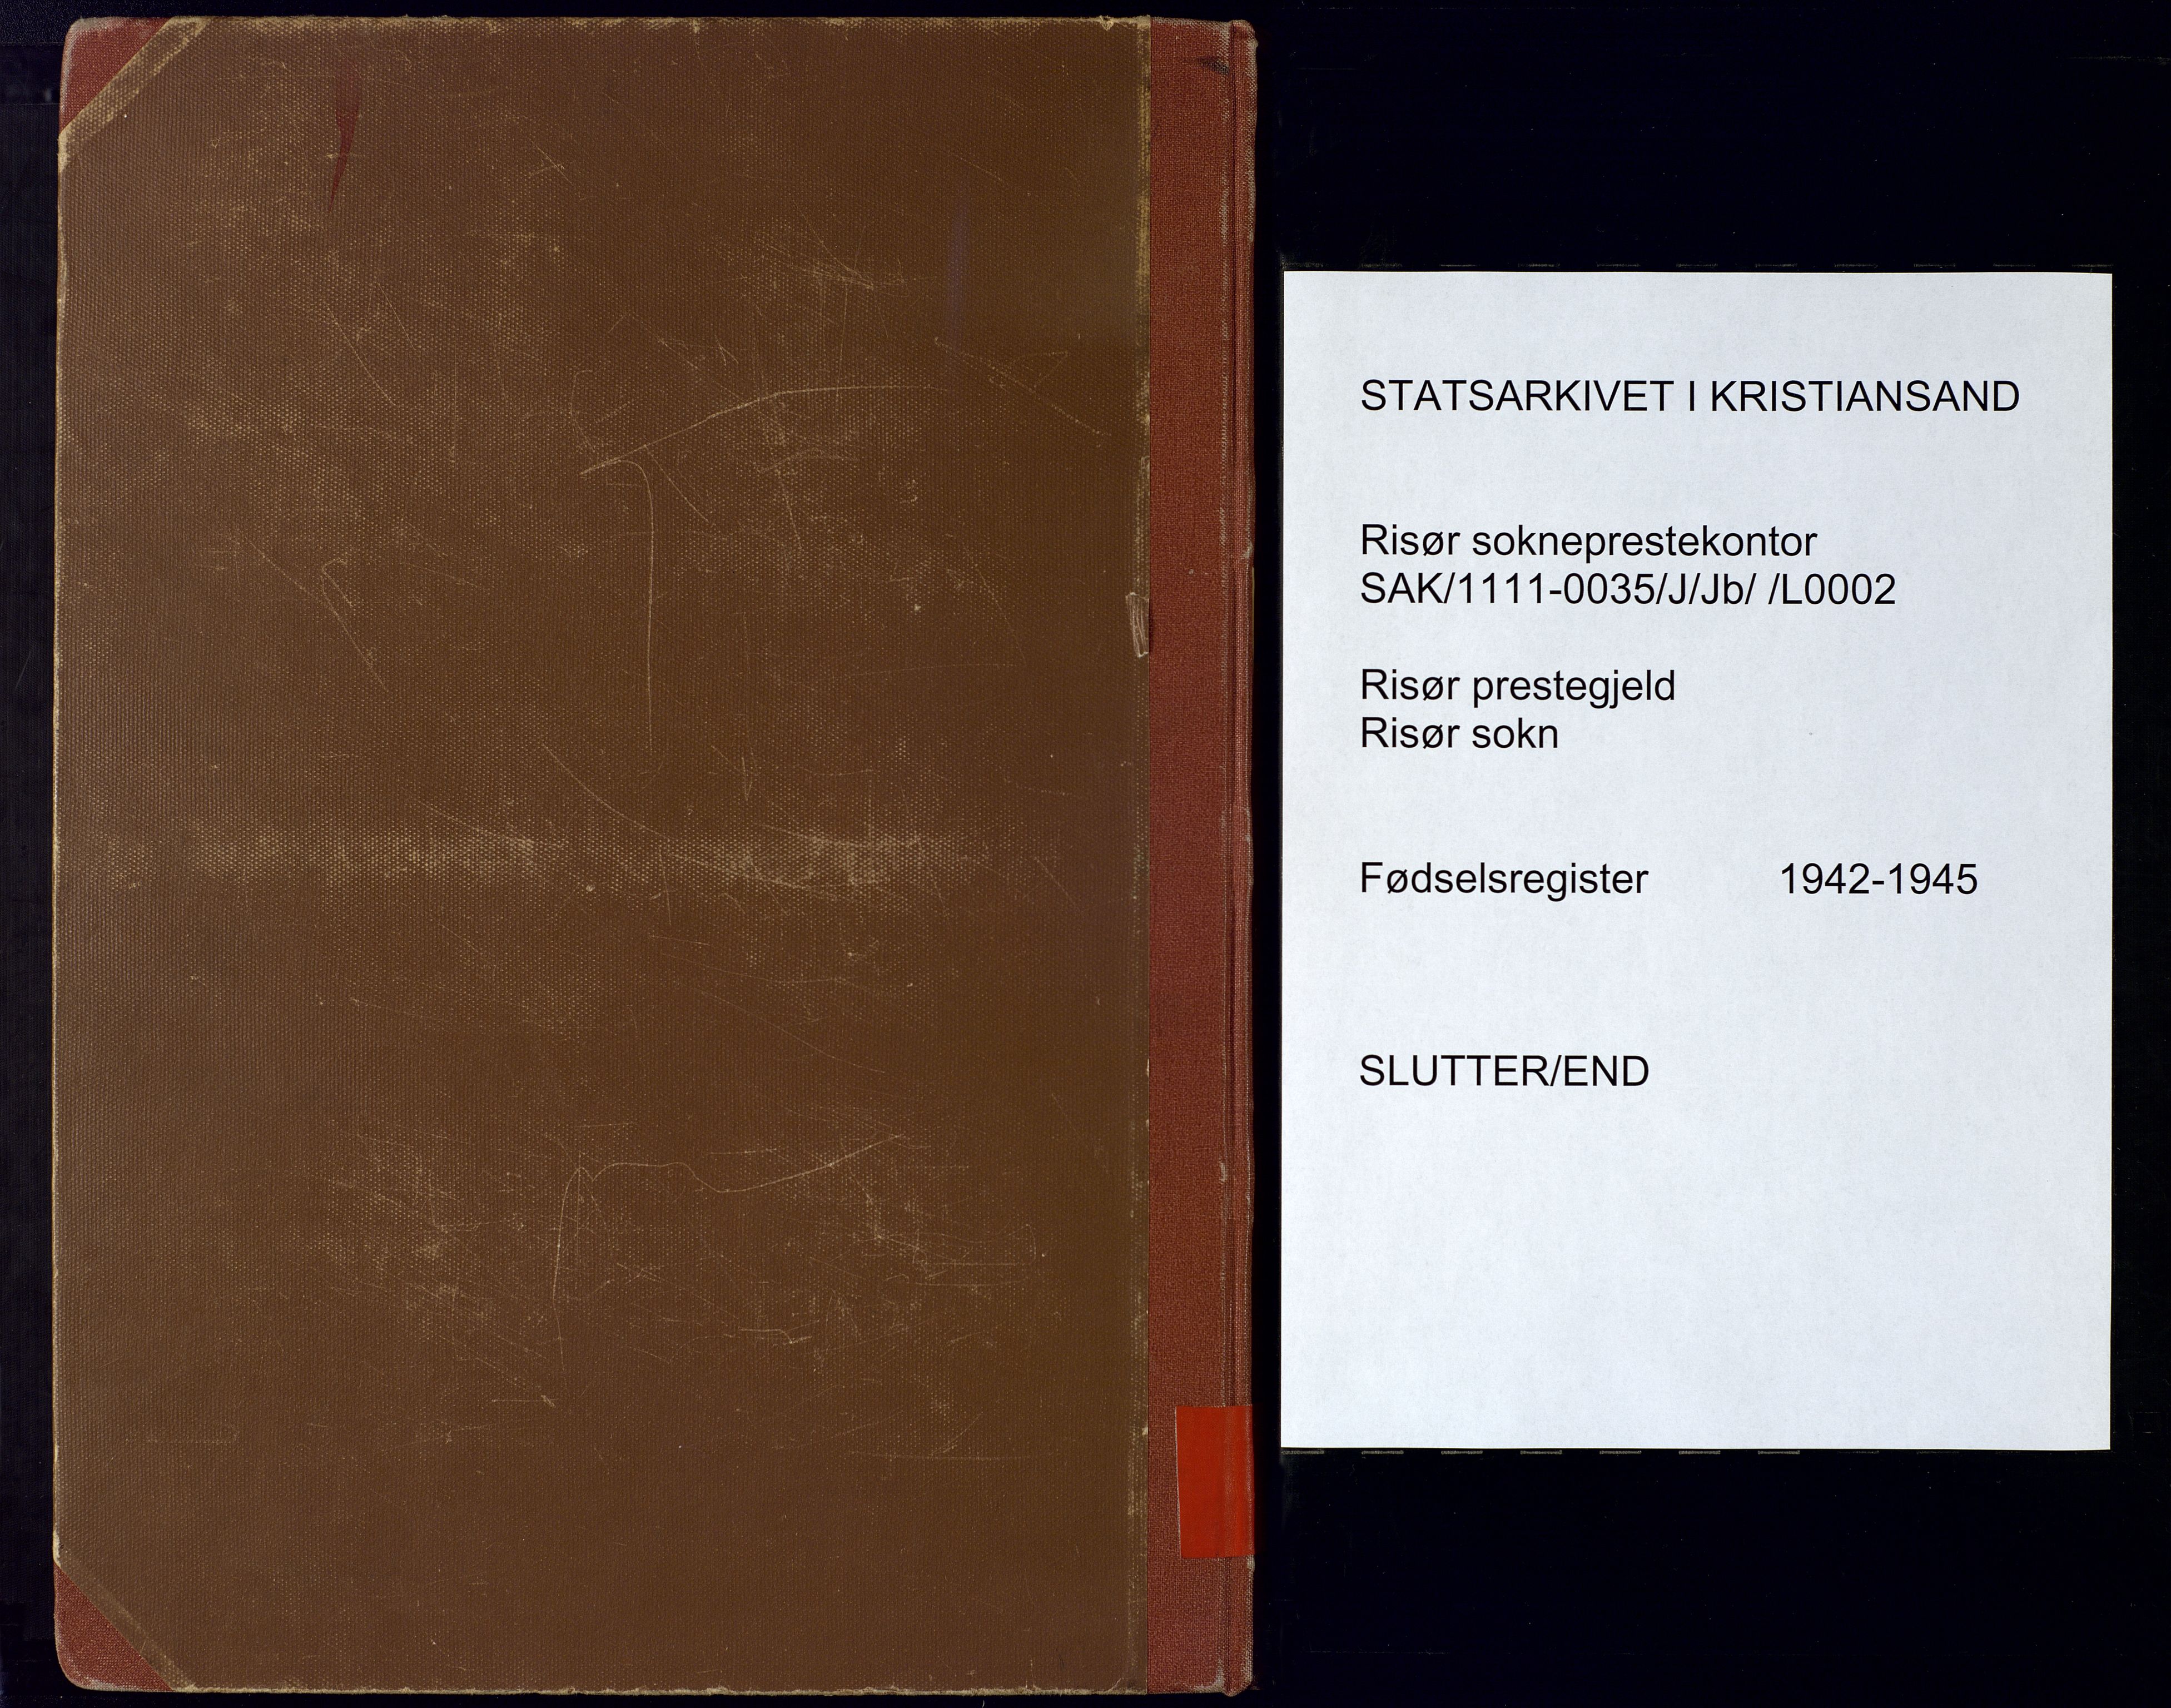 STATSARKIVET I KRISTIANSAND
Risør sokneprestekontor
SAK/1111-0035/J/Jb/ /L0002
Risør prestegjeld
Risør sokn
Fødselsregister 1942-1945
SLUTTER/END